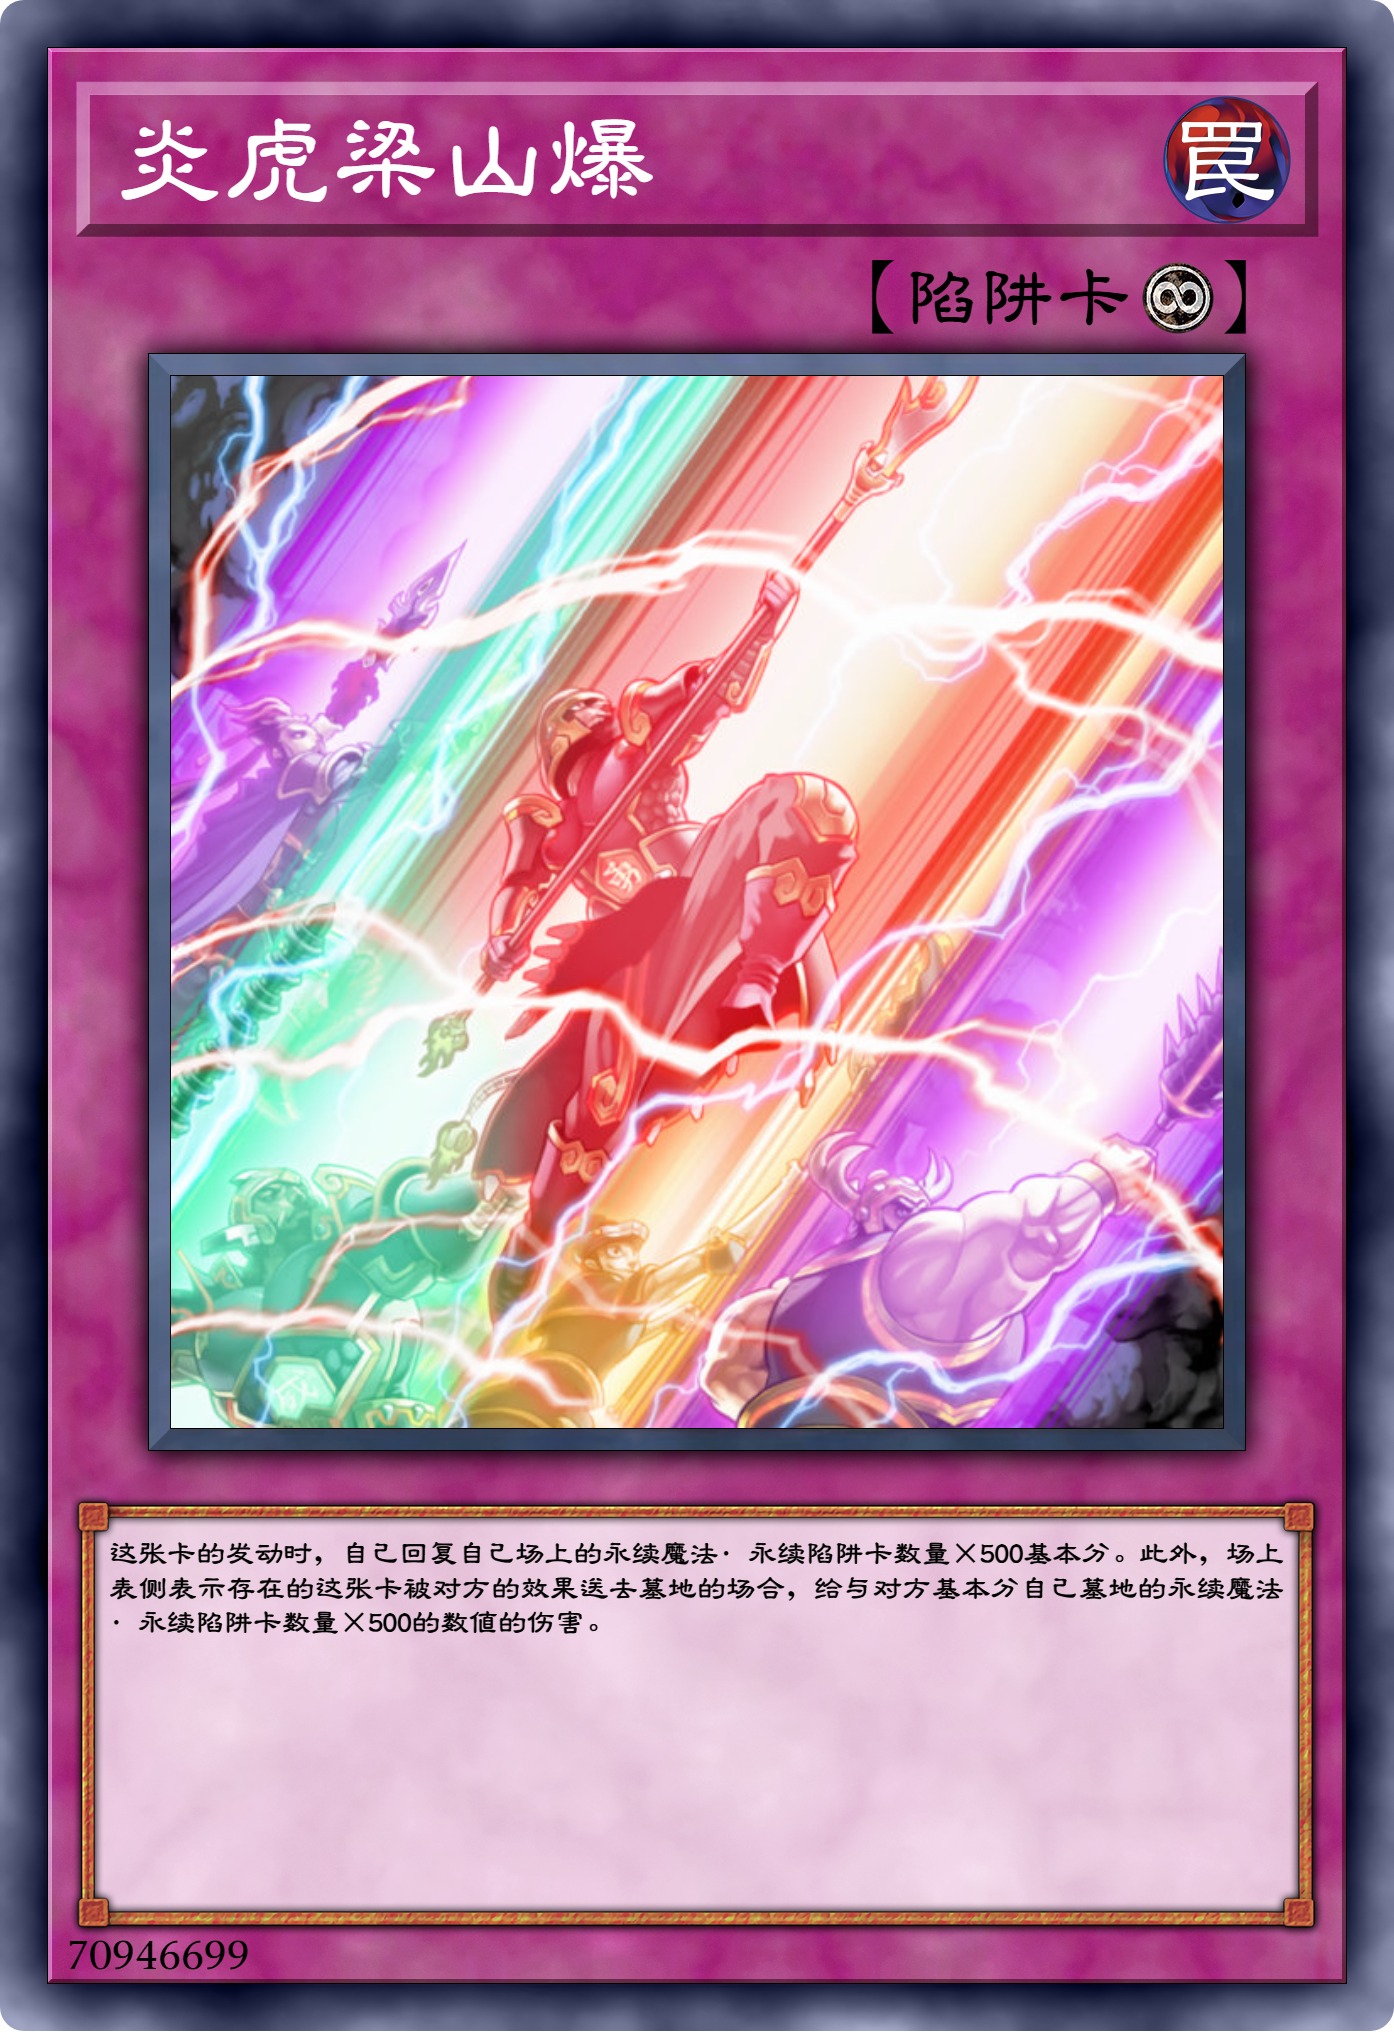 炎虎梁山爆
罠
【陷阱卡】
这张卡的发动时，自己回复自己场上的永续魔法·永续陷阱卡数量×500基本分。此外，场上
表侧表示存在的这张卡被对方的效果送去墓地的场合，给与对方基本分自己墓地的永续魔法
·永续陷阱卡数量×500的数值的伤害。
70946699